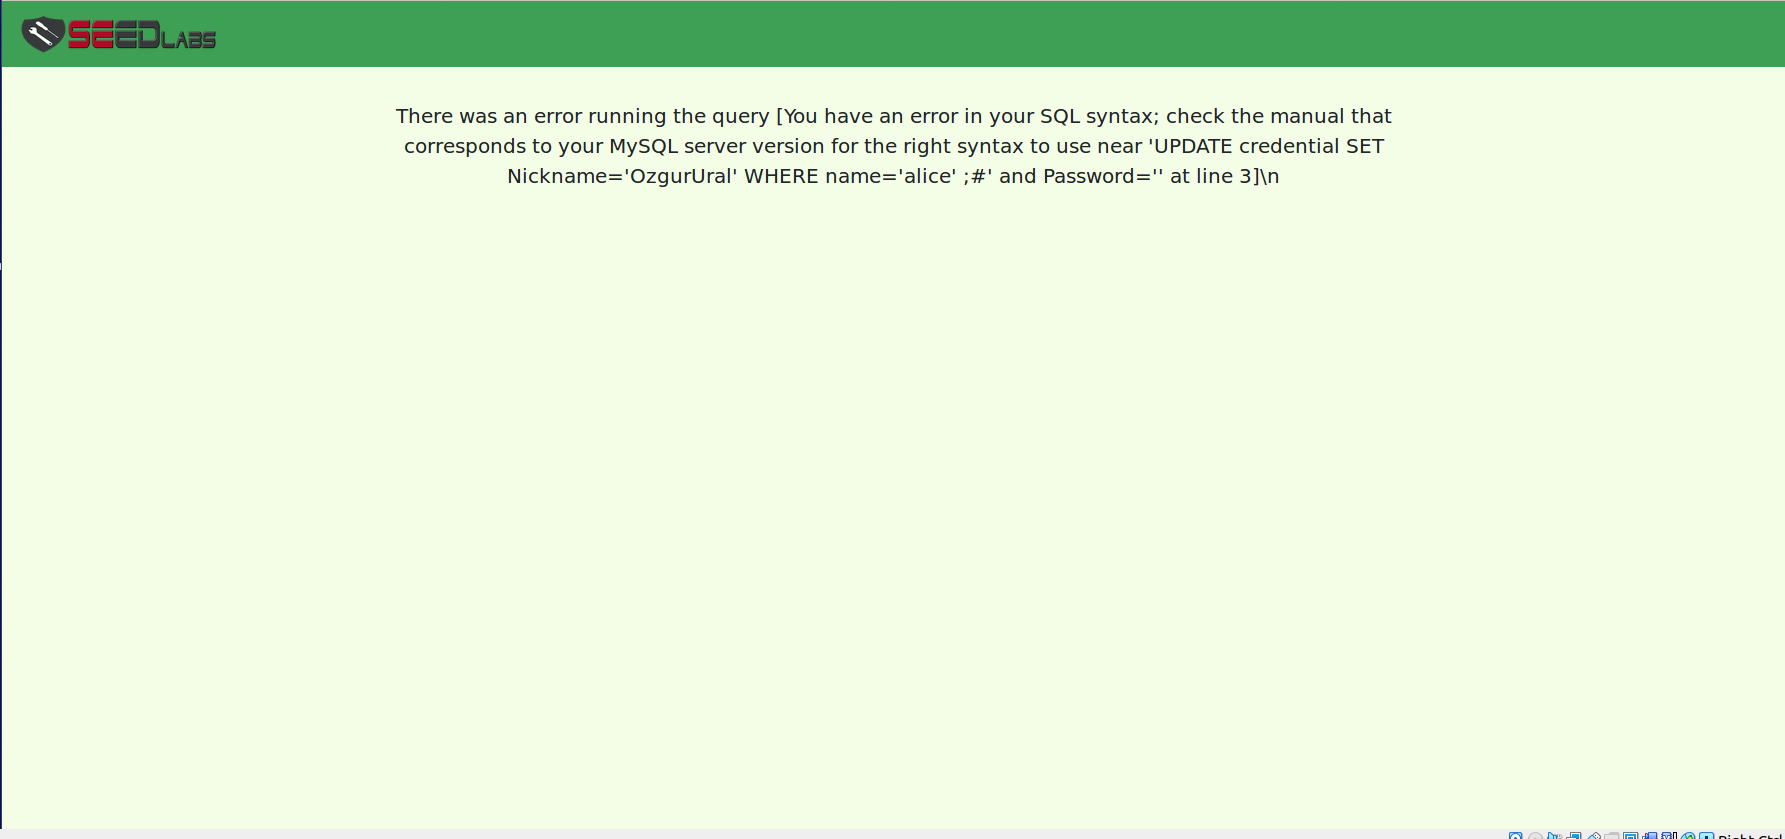 SEEDLABS
There was an error running the query [You have an error in your SQL syntax; check the manual that
corresponds to your MySQL server version for the right syntax to use near 'UPDATE credential SET
Nickname='OzgurUral' WHERE name='alice' ;#' and Password='' at line 3]\n
Right Ctrl